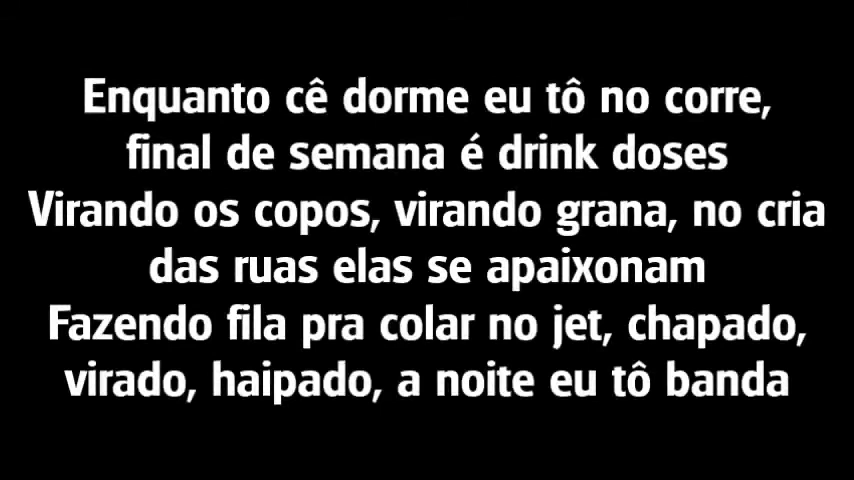 Enquanto cê dorme eu tô no corre,
final de semana é drink doses
Virando os copos, virando grana, no cria
das ruas elas se apaixonam
Fazendo fila pra colar no jet, chapado,
virado, haipado, a noite eu tô banda